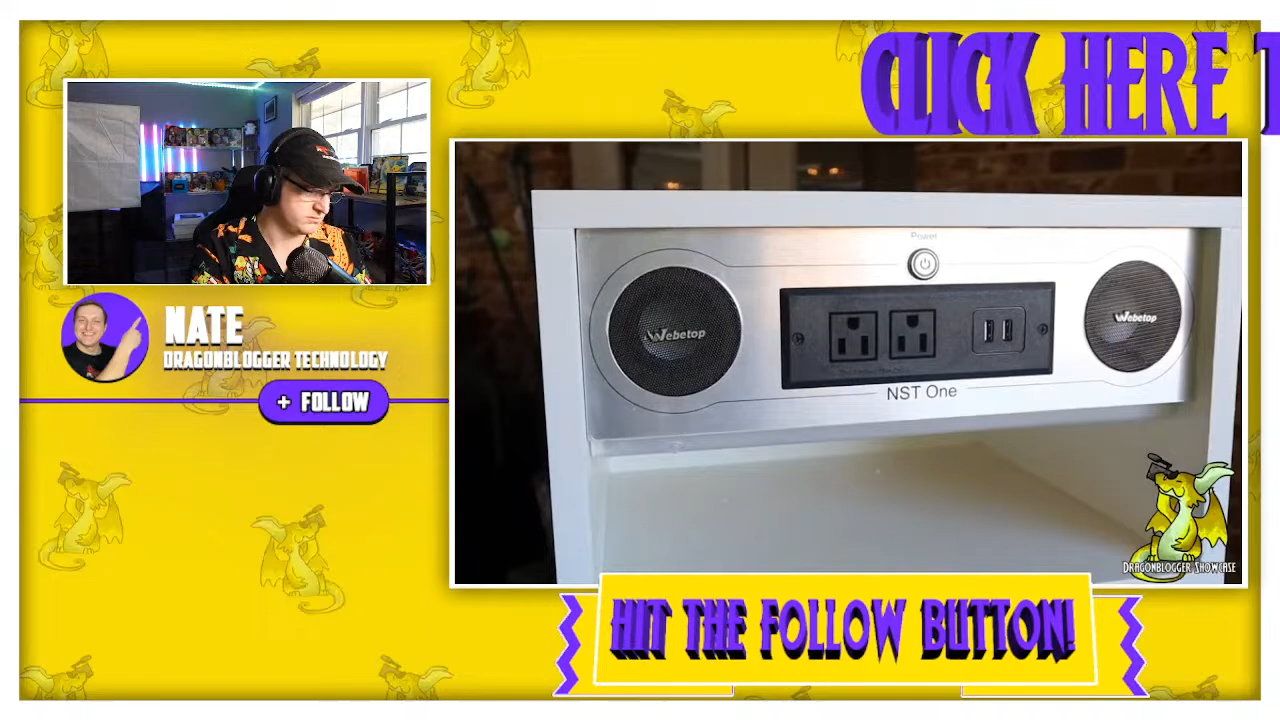 CLICK HERE
NATE
DRAGONBLOGGER TECHNOLOGY
+ FOLLOW
Power
Webetop
Webetop
NST One
DRAGONBLOGGER SHOWCASE
HIT THE FOLLOW BUTTON!